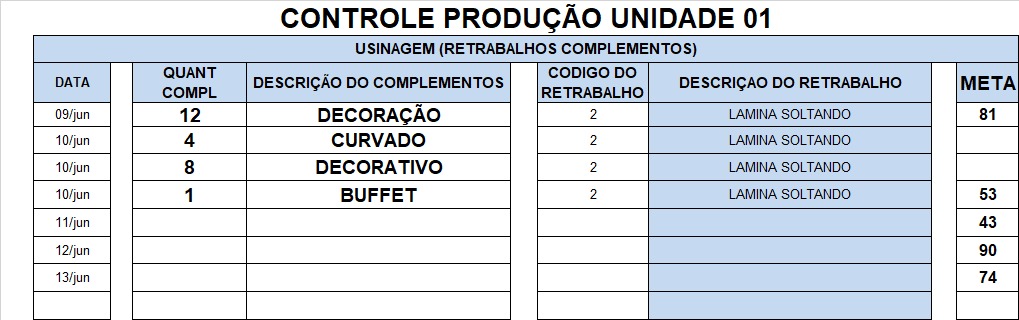 CONTROLE PRODUÇÃO UNIDADE 01
USINAGEM (RETRABALHOS COMPLEMENTOS)
DATA QUANT COMPL DESCRIÇÃO DO COMPLEMENTOS CODIGO DO RETRABALHO DESCRIÇAO DO RETRABALHO META
09/jun 12 DECORAÇÃO 2 LAMINA SOLTANDO 81
10/jun 4 CURVADO 2 LAMINA SOLTANDO
10/jun 8 DECORATIVO 2 LAMINA SOLTANDO
10/jun 1 BUFFET 2 LAMINA SOLTANDO 53
11/jun 43
12/jun 90
13/jun 74